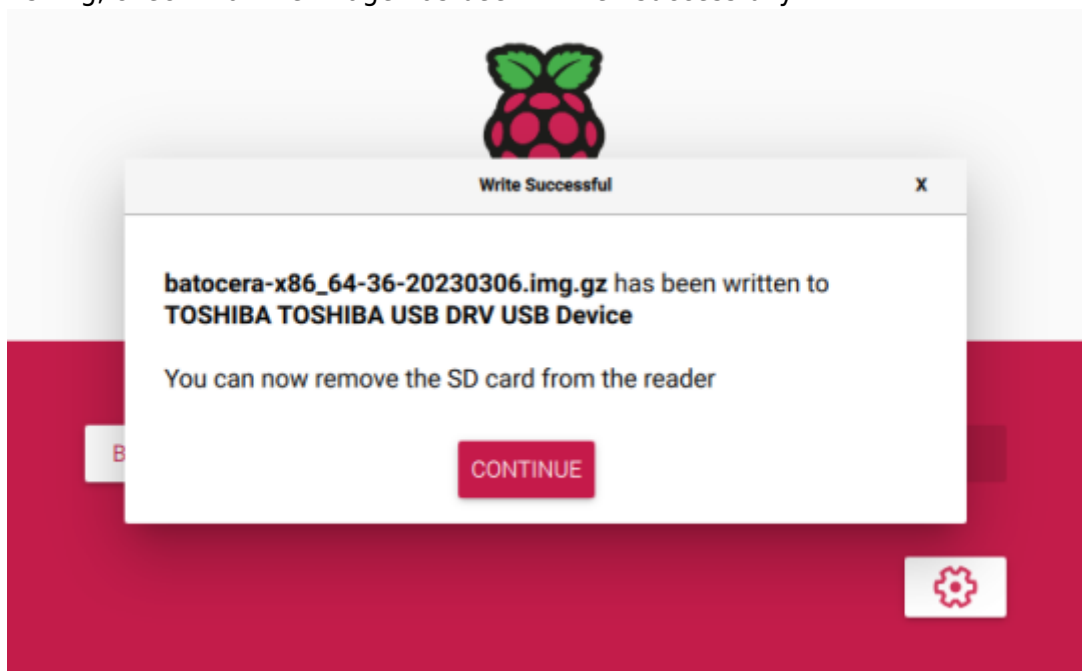 Write Successful X
batocera-x86_64-36-20230306.img.gz has been written to
TOSHIBA TOSHIBA USB DRV USB Device
You can now remove the SD card from the reader
B
CONTINUE